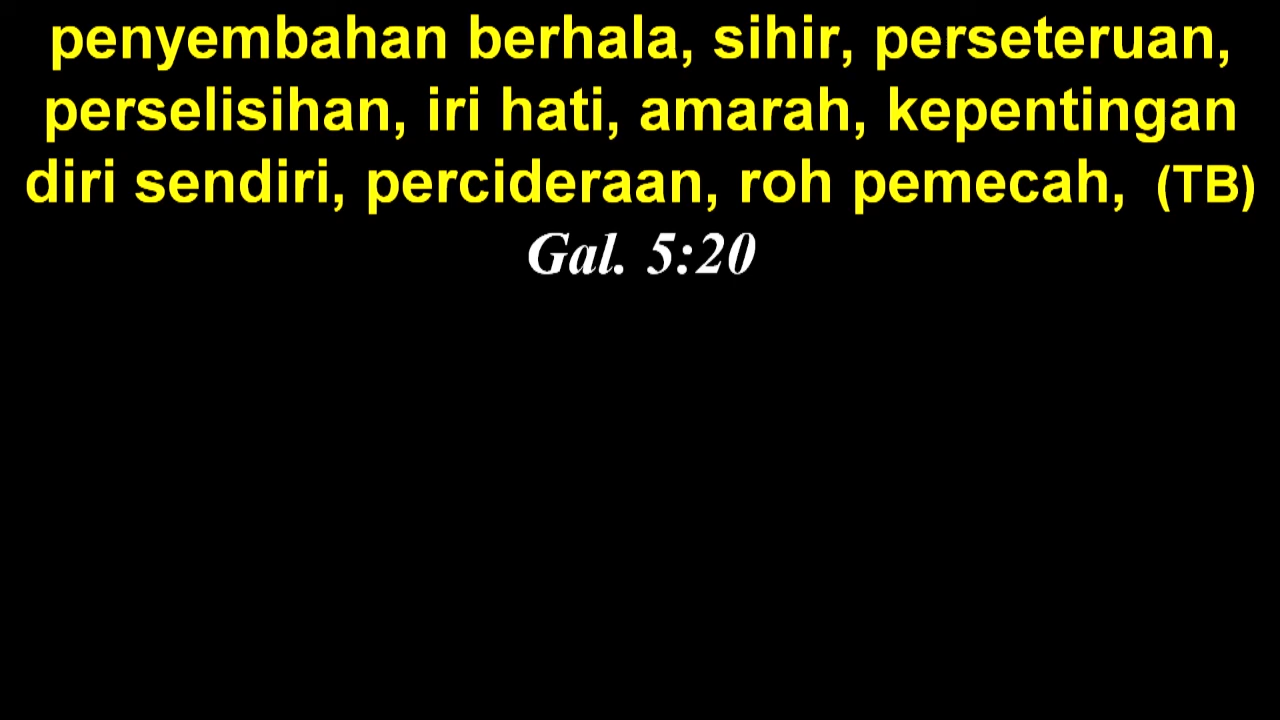 penyembahan berhala, sihir, perseteruan,
perselisihan, iri hati, amarah, kepentingan
diri sendiri, percideraan, roh pemecah, (TB)
Gal. 5:20